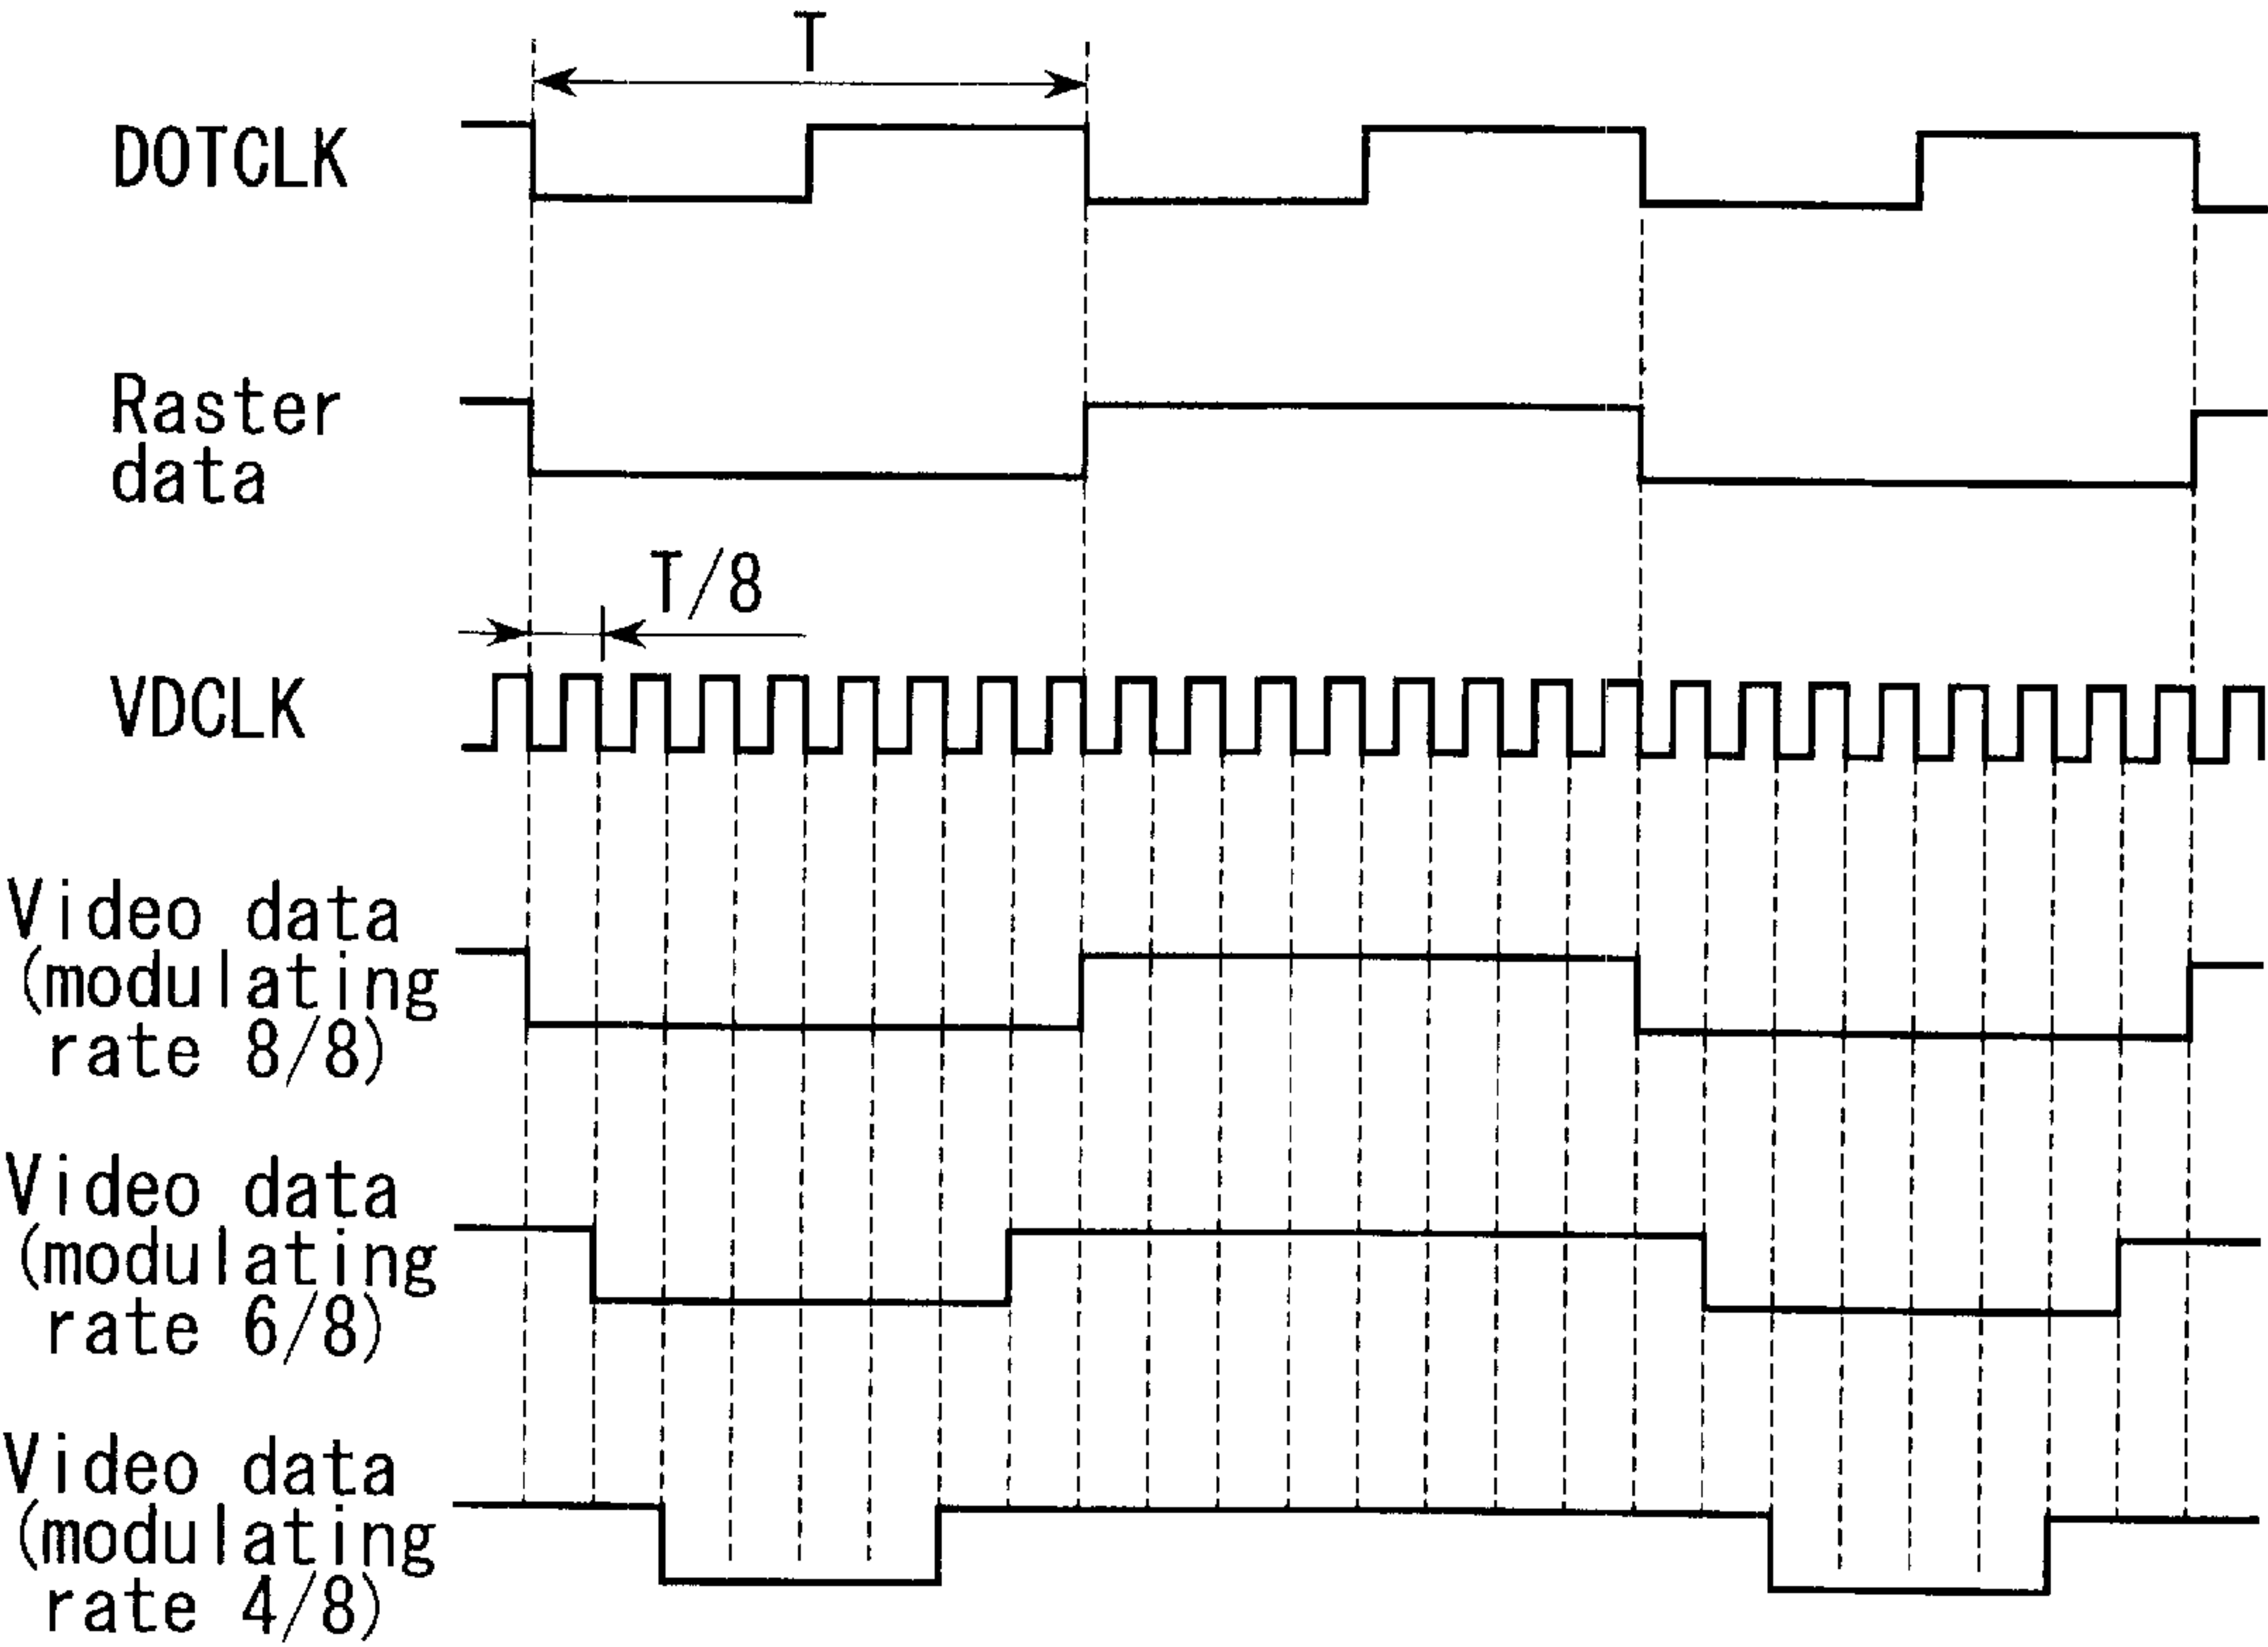 T
DOTCLK
Raster
data
T/8
VDCLK
Video data
(modulating
rate 8/8)
Video data
(modulating
rate 6/8)
Video data
(modulating
rate 4/8)